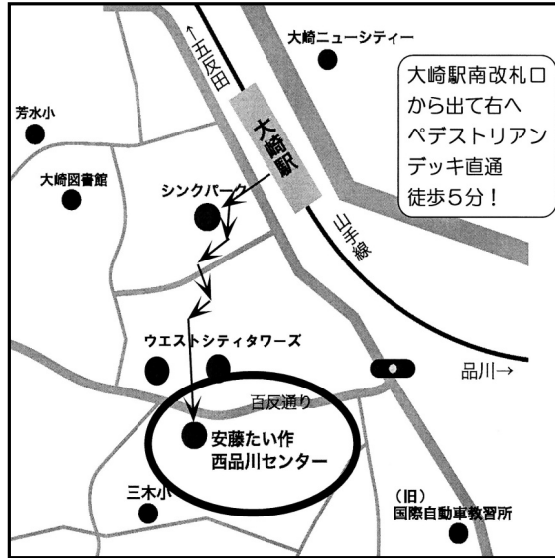 ←五反田
大崎ニューシティー
大崎駅南改札口
から出て右へ
ペデストリアン
デッキ直通
徒歩5分!
芳水小
大崎駅
大崎図書館
シンクパーク
山手線
ウエストシティタワーズ
品川→
百反通り
安藤たい作
西品川センター
三木小
(旧)
国際自動車教習所